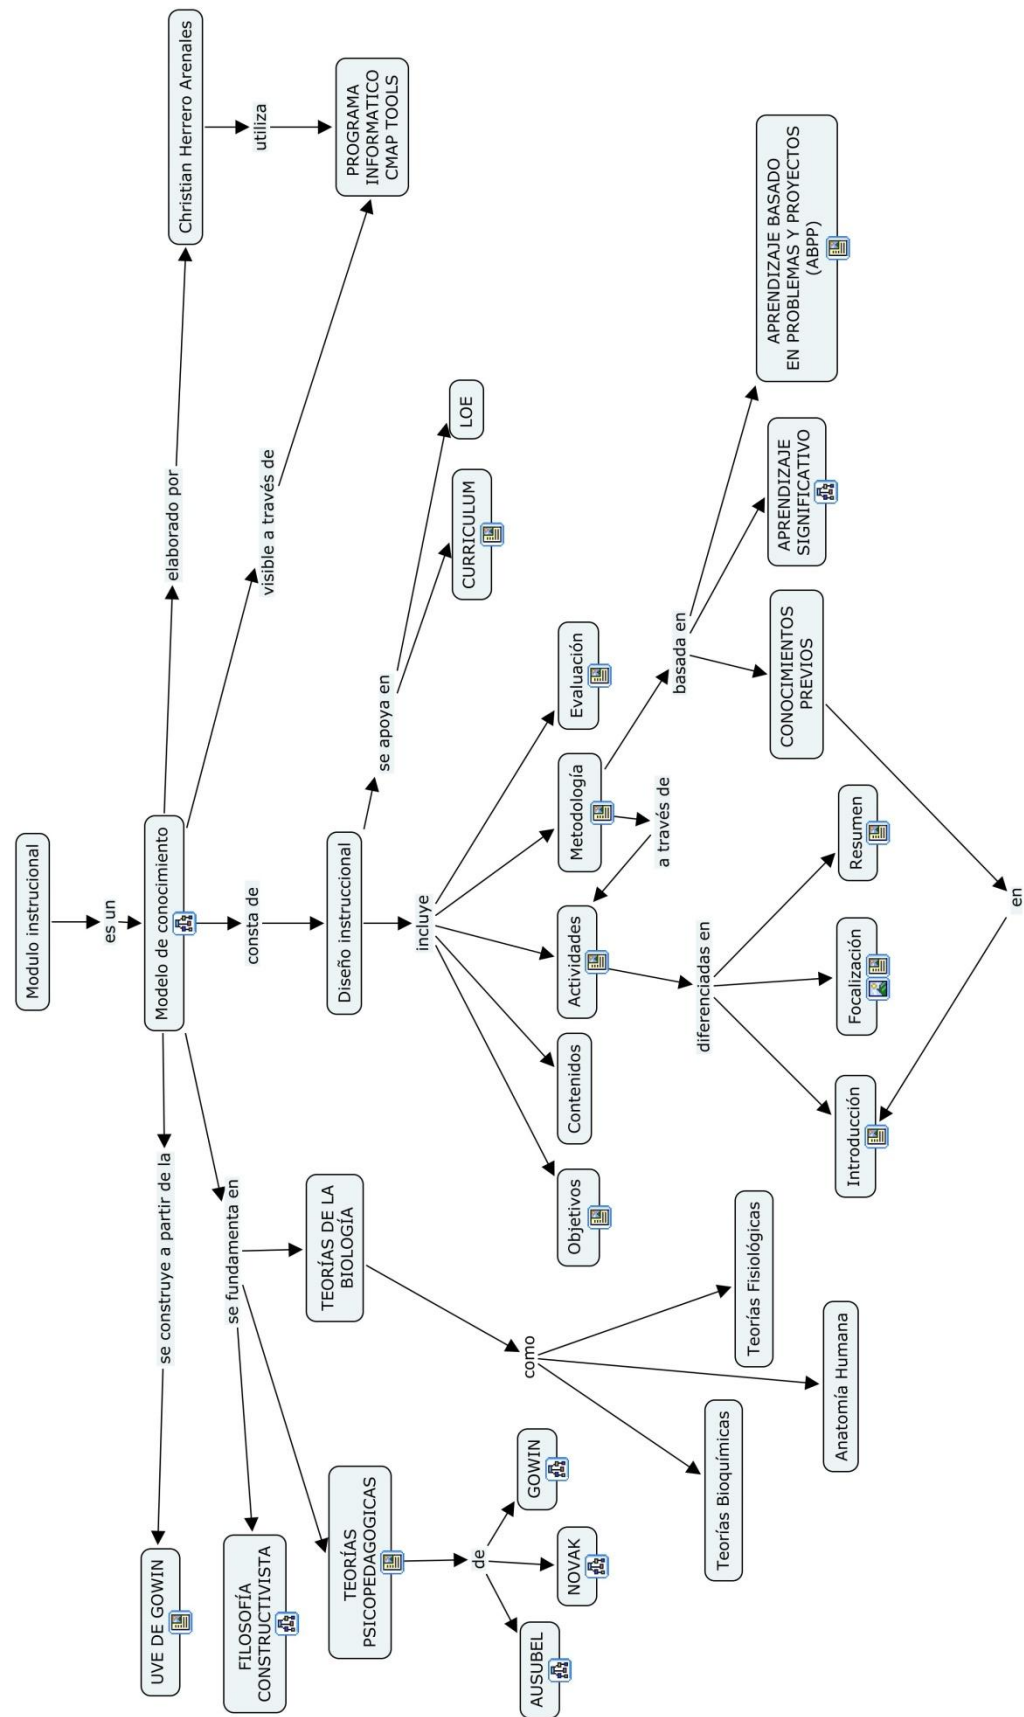 Modulo instrucional
es un
Modelo de conocimiento
se construye a partir de la
UVE DE GOWIN
se fundamenta en
FILOSOFÍA
CONSTRUCTIVISTA
TEORÍAS
PSICOPEDAGOGICAS
de
AUSUBEL
NOVAK
GOWIN
TEORÍAS DE LA
BIOLOGÍA
como
Teorías Bioquímicas
Anatomía Humana
Teorías Fisiológicas
consta de
Diseño instruccional
incluye
Objetivos
Contenidos
Actividades
Metodología
Evaluación
diferenciadas en
Introducción
Focalización
Resumen
a través de
basada en
CONOCIMIENTOS
PREVIOS
en
APRENDIZAJE
SIGNIFICATIVO
APRENDIZAJE BASADO
EN PROBLEMAS Y PROYECTOS
(ABPP)
se apoya en
CURRICULUM
LOE
visible a través de
elaborado por
Christian Herrero Arenales
utiliza
PROGRAMA
INFORMATICO
CMAP TOOLS